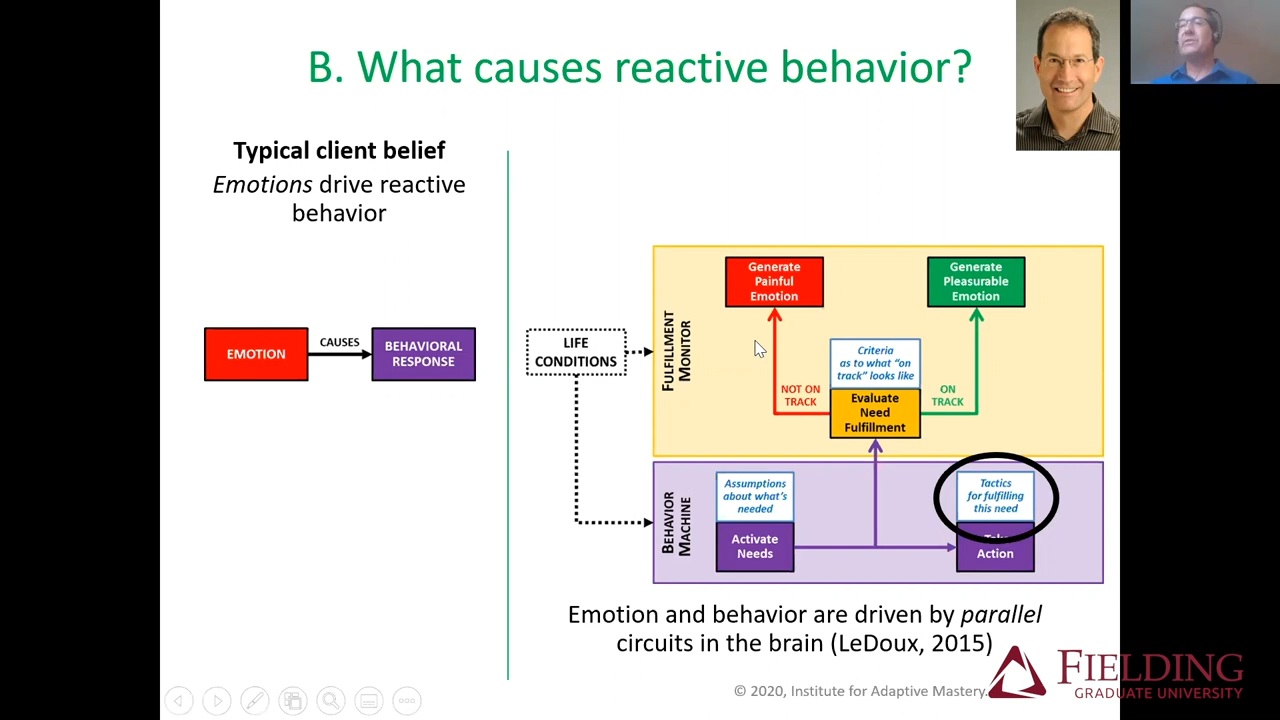 B. What causes reactive behavior?
Typical client belief
Emotions drive reactive
behavior
EMOTION
CAUSES
BEHAVIORAL
RESPONSE
LIFE
CONDITIONS
FULFILLMENT
MONITOR
Generate
Painful
Emotion
Generate
Pleasurable
Emotion
Criteria
as to what “on
track” looks like
NOT ON
TRACK
ON
TRACK
Evaluate
Need
Fulfillment
BEHAVIOR
MACHINE
Assumptions
about what’s
needed
Activate
Needs
Tactics
for fulfilling
this need
Action
Emotion and behavior are driven by parallel
circuits in the brain (LeDoux, 2015)
© 2020, Institute for Adaptive Mastery.
FIELDING
GRADUATE UNIVERSITY